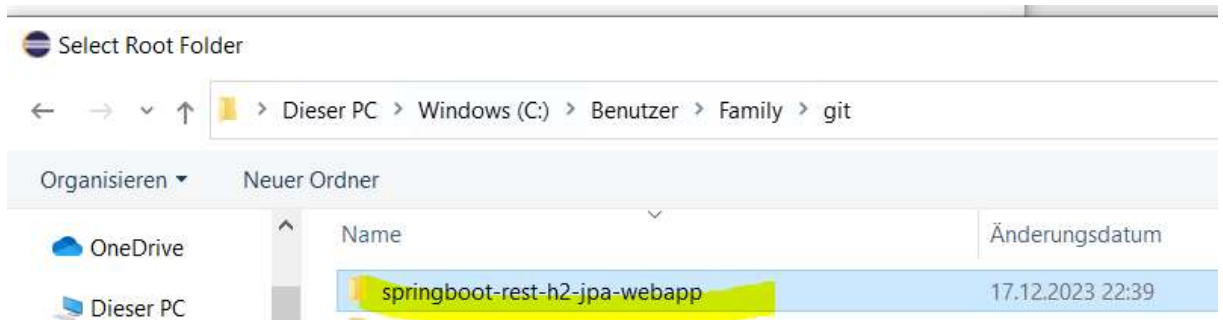 Select Root Folder
Dieser PC > Windows (C:) > Benutzer > Family > git
Organisieren Neuer Ordner
Name Änderungsdatum
OneDrive
springboot-rest-h2-jpa-webapp 17.12.2023 22:39
Dieser PC